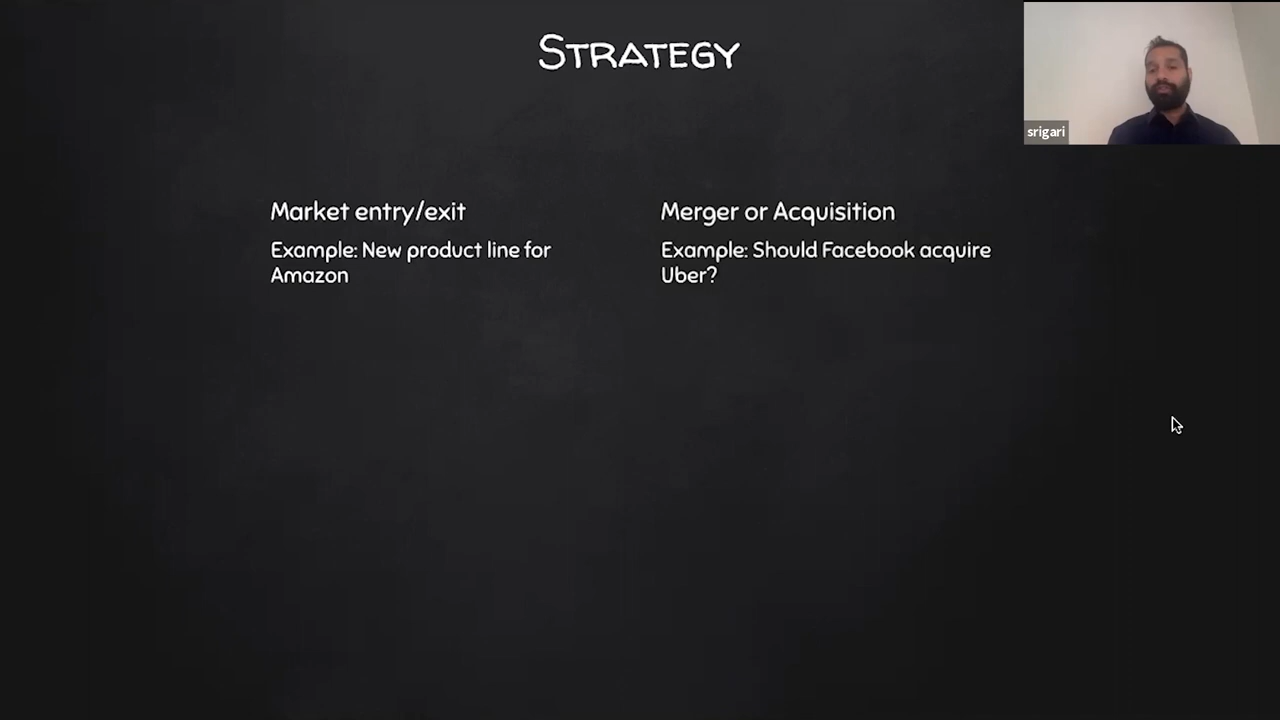 Strategy
srigari
Market entry/exit
Example: New product line for
Amazon
Merger or Acquisition
Example: Should Facebook acquire
Uber?